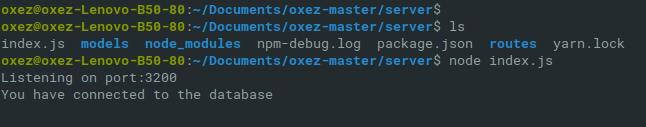 oxez@oxez-Lenovo-B50-80:~/Documents/oxez-master/server$
oxez@oxez-Lenovo-B50-80:~/Documents/oxez-master/server$ ls
index.js models node_modules npm-debug.log package.json routes yarn.lock
oxez@oxez-Lenovo-B50-80:~/Documents/oxez-master/server$ node index.js
Listening on port:3200
You have connected to the database